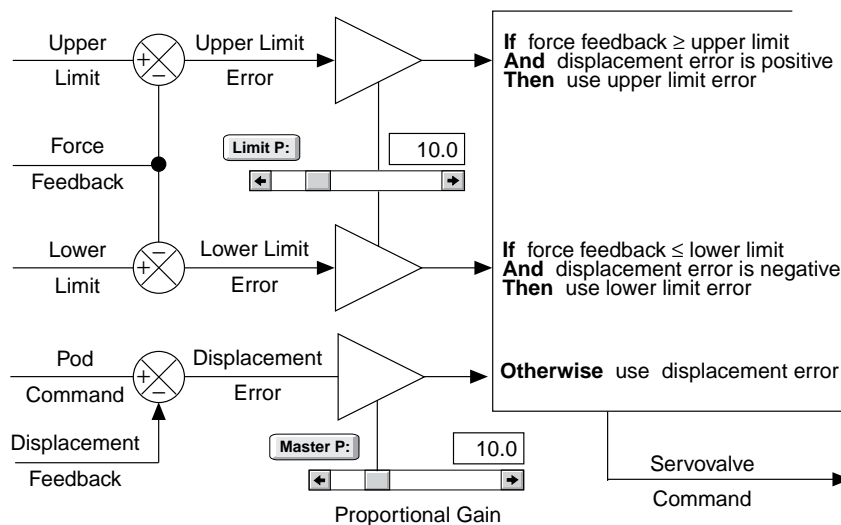 Upper
Limit
+
−
Upper Limit
Error
If force feedback ≥ upper limit
And displacement error is positive
Then use upper limit error
Force
Feedback
Limit P:
10.0
Lower
Limit
−
+
Lower Limit
Error
If force feedback ≤ lower limit
And displacement error is negative
Then use lower limit error
Pod
Command
+
−
Displacement
Error
Otherwise use displacement error
Displacement
Feedback
Master P:
10.0
Proportional Gain
Servovalve
Command